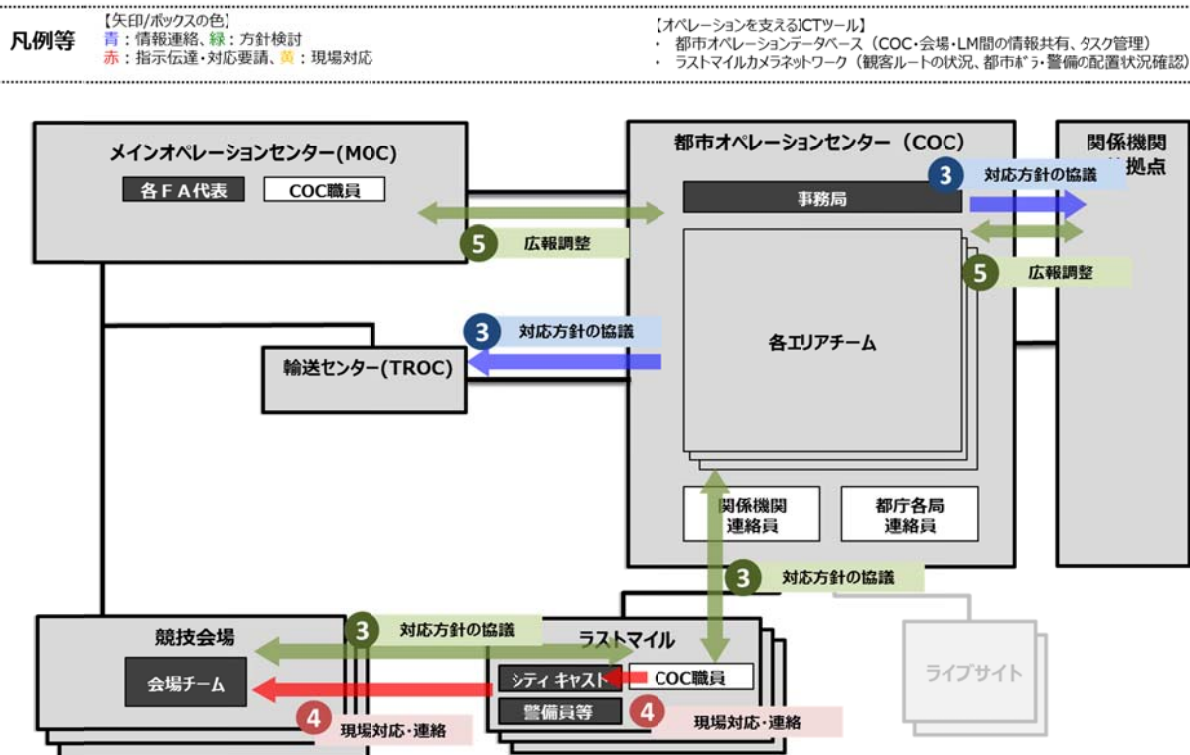 凡例等
【矢印/ボックスの色】
青：情報連絡、緑：方針検討
赤：指示伝達・対応要請、黄：現場対応
【オペレーションを支えるICTツール】
・ 都市オペレーションデータベース（COC・会場・LM間の情報共有、タスク管理）
・ ラストマイルカメラネットワーク（観客ルートの状況、都市ボラ・警備の配置状況確認）
メインオペレーションセンター(MOC)
各ＦＡ代表
COC職員
都市オペレーションセンター（COC）
事務局
関係機関
拠点
3 対応方針の協議
5 広報調整
5 広報調整
3 対応方針の協議
各エリアチーム
輸送センター(TROC)
関係機関
連絡員
都庁各局
連絡員
3 対応方針の協議
競技会場
会場チーム
3 対応方針の協議
ラストマイル
シティ キャスト
COC職員
警備員等
4 現場対応・連絡
4 現場対応・連絡
ライブサイト